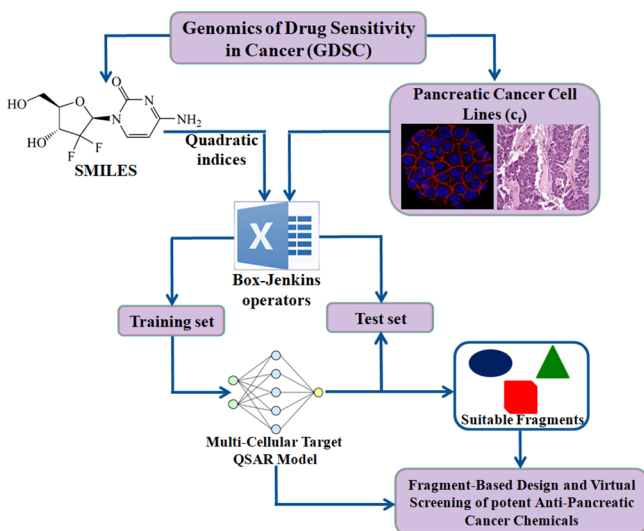 Genomics of Drug Sensitivity
in Cancer (GDSC)
HO
O
O
N
N
NH₂
HO
F
F
SMILES
Quadratic
indices
Pancreatic Cancer Cell
Lines (cₜ)
X
Box-Jenkins
operators
Training set
Test set
Multi-Cellular Target
QSAR Model
Suitable Fragments
Fragment-Based Design and Virtual
Screening of potent Anti-Pancreatic
Cancer Chemicals